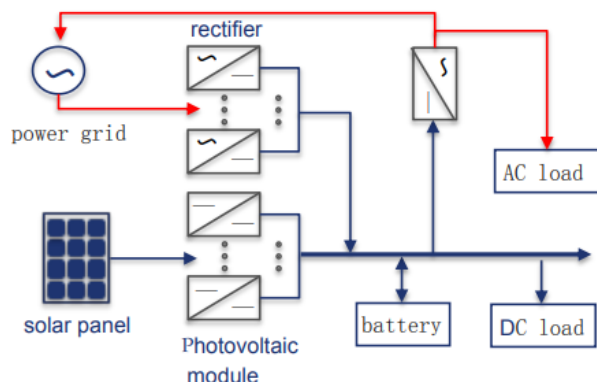 rectifier
power grid
AC load
solar panel
Photovoltaic
module
battery
DC load